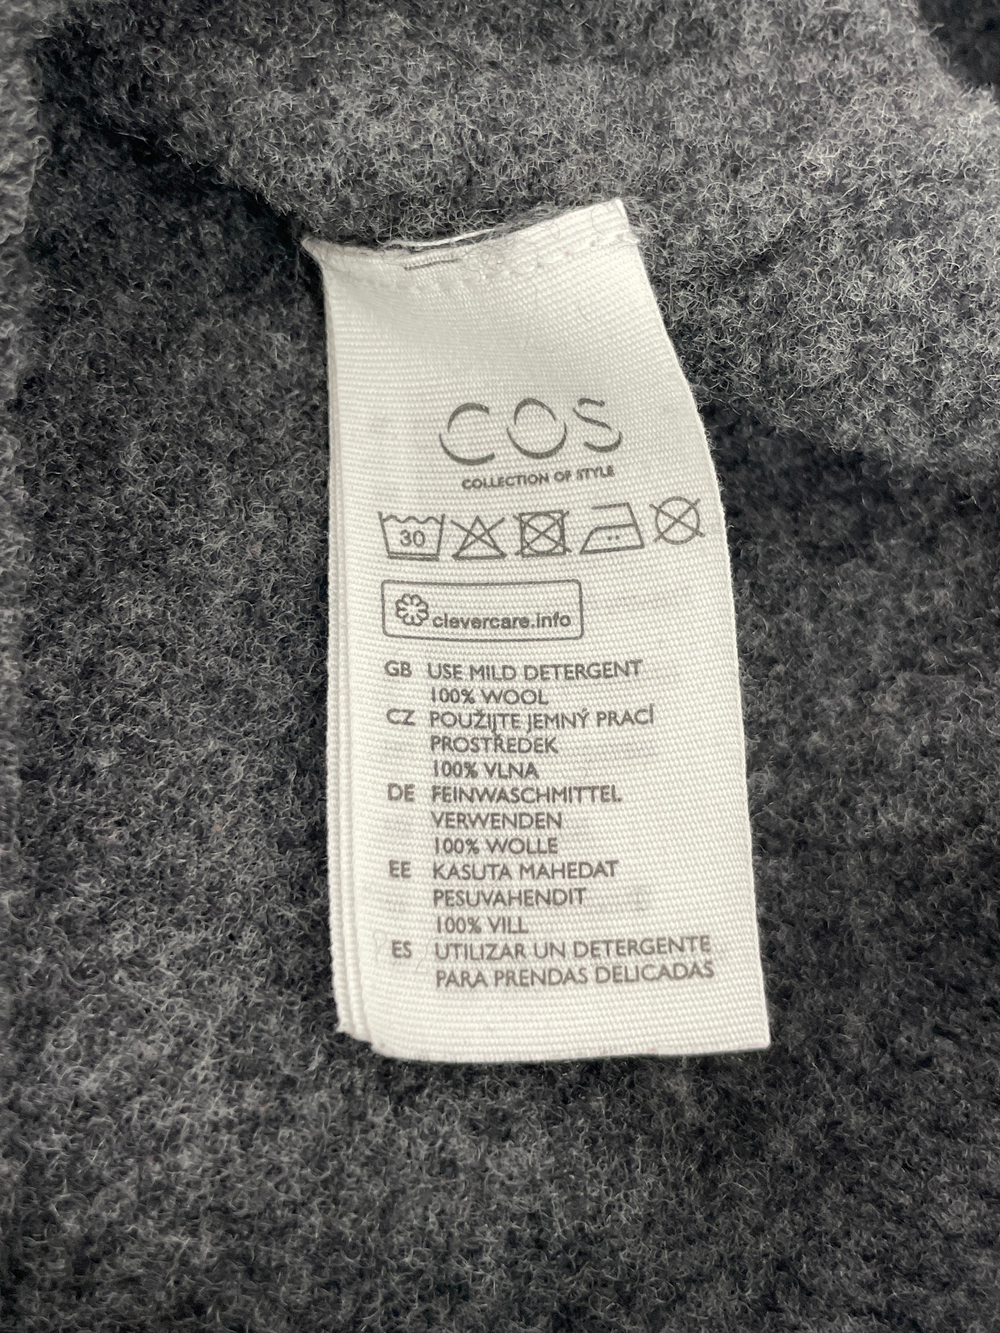 COS
COLLECTION OF STYLE
30
clevercare.info
GB USE MILD DETERGENT
100% WOOL
CZ POUŽIJTE JEMNÝ PRACÍ
PROSTŘEDEK
100% VLNA
DE FEINWASCHMITTEL
VERWENDEN
100% WOLLE
EE KASUTA MAHEDAT
PESUVAHENDIT
100% VILL
ES UTILIZAR UN DETERGENTE
PARA PRENDAS DELICADAS